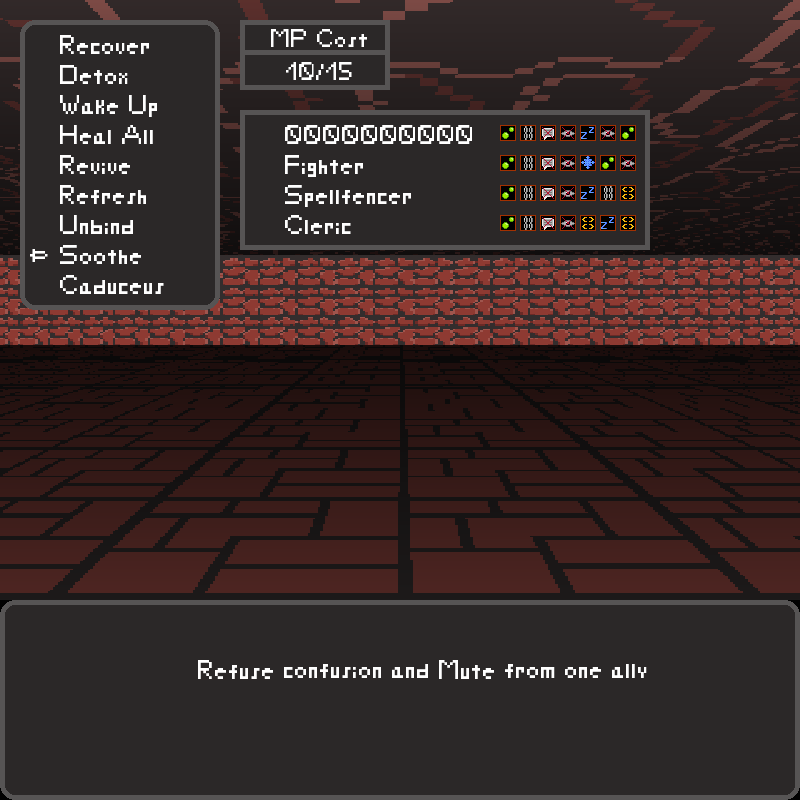 Recover
Detox
Wake Up
Heal All
Revive
Refresh
Unbind
Soothe
Caduceus
MP Cost
10/15
0000000000
Fighter
Spellfencer
Cleric
Refuse confusion and Mute from one ally